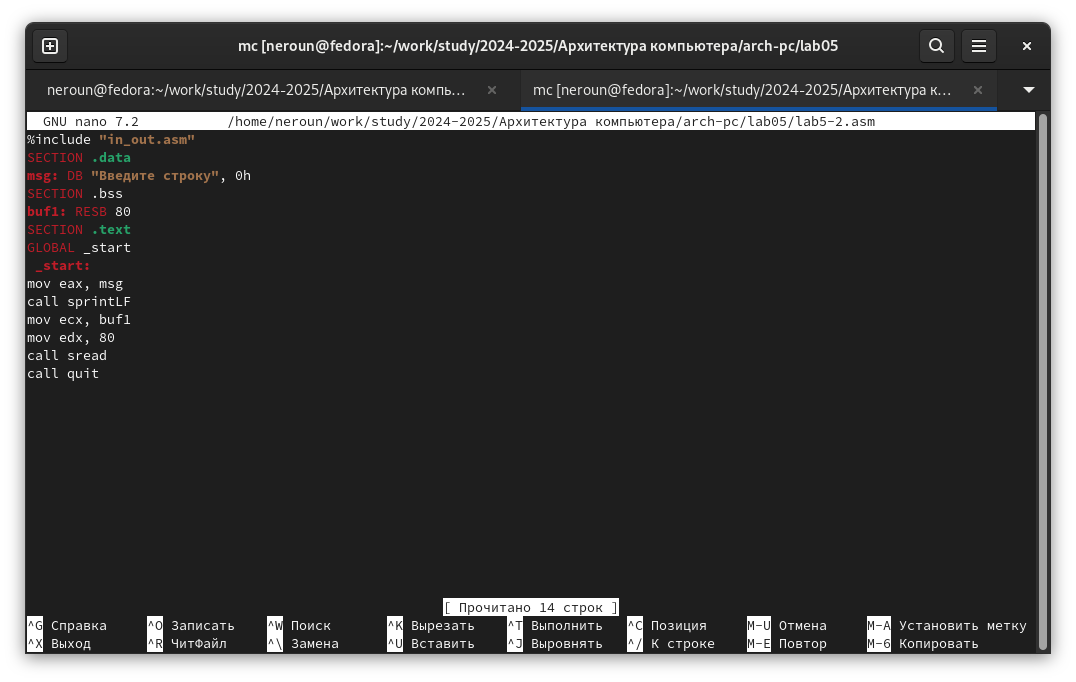 mc [neroun@fedora]:~/work/study/2024-2025/Архитектура компьютера/arch-pc/lab05
neroun@fedora:~/work/study/2024-2025/Архитектура компь… mc [neroun@fedora]:~/work/study/2024-2025/Архитектура к…
GNU nano 7.2 /home/neroun/work/study/2024-2025/Архитектура компьютера/arch-pc/lab05/lab5-2.asm
%include "in_out.asm"
SECTION .data
msg: DB "Введите строку", 0h
SECTION .bss
buf1: RESB 80
SECTION .text
GLOBAL _start
_start:
mov eax, msg
call sprintLF
mov ecx, buf1
mov edx, 80
call sread
call quit
[ Прочитано 14 строк ]
^G Справка ^O Записать ^W Поиск ^K Вырезать ^T Выполнить ^C Позиция M-U Отмена M-A Установить метку
^X Выход ^R ЧитФайл ^\ Замена ^U Вставить ^J Выровнять ^/ К строке M-E Повтор M-6 Копировать